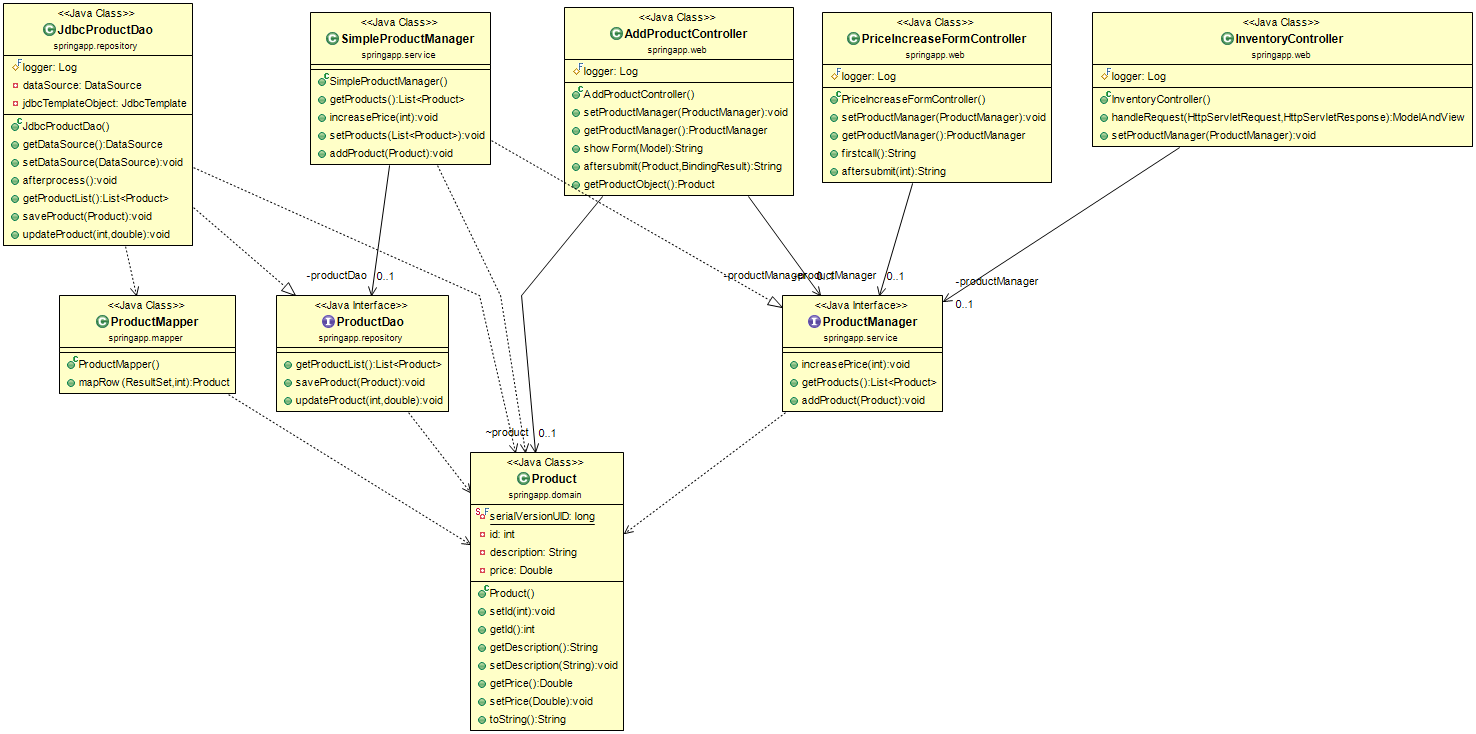 <<Java Class>>
JdbcProductDao
springapp.repository
logger: Log
dataSource: DataSource
jdbcTemplateObject: JdbcTemplate
JdbcProductDao()
getDataSource():DataSource
setDataSource(DataSource):void
afterprocess():void
getProductList():List<Product>
saveProduct(Product):void
updateProduct(int,double):void
<<Java Class>>
SimpleProductManager
springapp.service
SimpleProductManager()
getProducts():List<Product>
increasePrice(int):void
setProducts(List<Product>):void
addProduct(Product):void
<<Java Class>>
AddProductController
springapp.web
logger: Log
AddProductController()
setProductManager(ProductManager):void
getProductManager():ProductManager
showForm(Model):String
aftersubmit(Product,BindingResult):String
getProductObject():Product
<<Java Class>>
PriceIncreaseFormController
springapp.web
logger: Log
PriceIncreaseFormController()
setProductManager(ProductManager):void
getProductManager():ProductManager
firstcall():String
aftersubmit(int):String
<<Java Class>>
InventoryController
springapp.web
logger: Log
InventoryController()
handleRequest(HttpServletRequest,HttpServletResponse):ModelAndView
setProductManager(ProductManager):void
-productDao 0..1
-productManager 0..1
-productManager 0..1
-productManager
0..1
<<Java Class>>
ProductMapper
springapp.mapper
ProductMapper()
mapRow(ResultSet,int):Product
<<Java Interface>>
ProductDao
springapp.repository
getProductList():List<Product>
saveProduct(Product):void
updateProduct(int,double):void
<<Java Interface>>
ProductManager
springapp.service
increasePrice(int):void
getProducts():List<Product>
addProduct(Product):void
~product 0..1
<<Java Class>>
Product
springapp.domain
serialVersionUID: long
id: int
description: String
price: Double
Product()
setId(int):void
getId():int
getDescription():String
setDescription(String):void
getPrice():Double
setPrice(Double):void
toString():String